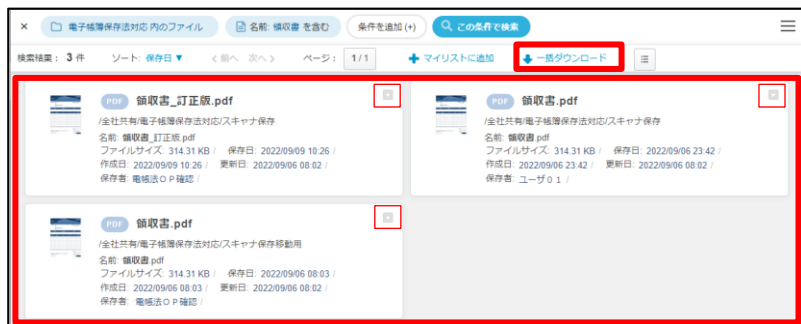 × 電子帳簿保存法対応 内のファイル 名前: 領収書 を含む 条件を追加 (+) この条件で検索
検索結果： 3 件 ソート: 保存日▼ < 前へ 次へ > ページ： 1 / 1 マイリストに追加 一括ダウンロード
PDF 領収書_訂正版.pdf
/全社共有/電子帳簿保存法対応/スキャナ保存
名前: 領収書_訂正版.pdf
ファイルサイズ: 314.31 KB / 保存日: 2022/09/09 10:26 /
作成日: 2022/09/09 10:26 / 更新日: 2022/09/06 08:02 /
保存者: 電帳法ＯＰ確認 /
PDF 領収書.pdf
/全社共有/電子帳簿保存法対応/スキャナ保存
名前: 領収書.pdf
ファイルサイズ: 314.31 KB / 保存日: 2022/09/06 23:42 /
作成日: 2022/09/06 23:42 / 更新日: 2022/09/06 08:02 /
保存者: ユーザ０１ /
PDF 領収書.pdf
/全社共有/電子帳簿保存法対応/スキャナ保存移動用
名前: 領収書.pdf
ファイルサイズ: 314.31 KB / 保存日: 2022/09/06 08:03 /
作成日: 2022/09/06 08:03 / 更新日: 2022/09/06 08:02 /
保存者: 電帳法ＯＰ確認 /